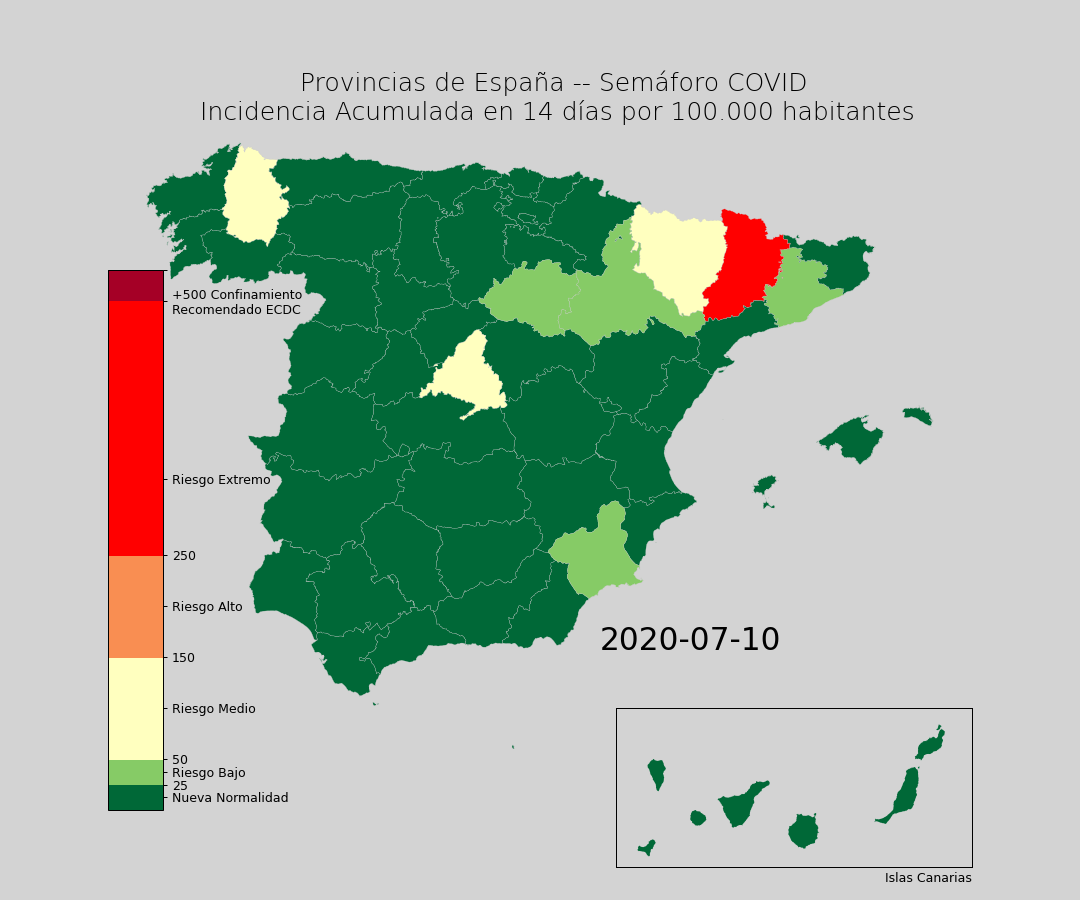 Provincias de España -- Semáforo COVID
Incidencia Acumulada en 14 días por 100.000 habitantes
+500 Confinamiento
Recomendado ECDC
Riesgo Extremo
250
Riesgo Alto
150
Riesgo Medio
50
Riesgo Bajo
25
Nueva Normalidad
2020-07-10
Islas Canarias